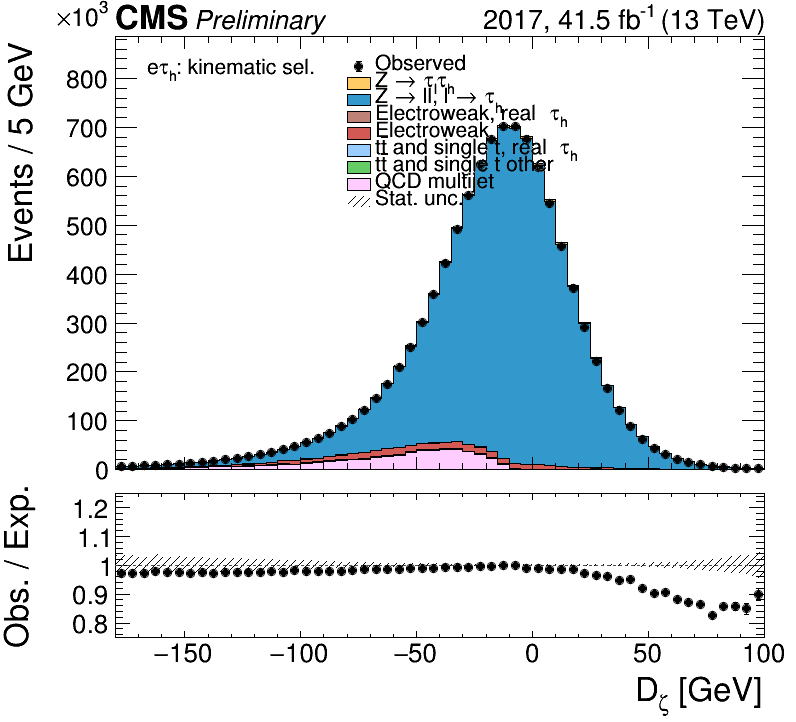 ×10³ CMS Preliminary 2017, 41.5 fb⁻¹ (13 TeV)
eτₕ: kinematic sel.
Observed
Z → τₗτₕ
Z → ll, l → τₕ
Electroweak, real τₕ
Electroweak
tt̄ and single t, real τₕ
tt̄ and single t other
QCD multijet
Stat. unc.
Events / 5 GeV
800
700
600
500
400
300
200
100
0
Obs. / Exp.
1.2
1.1
1
0.9
0.8
−150 −100 −50 0 50 100
Dζ [GeV]